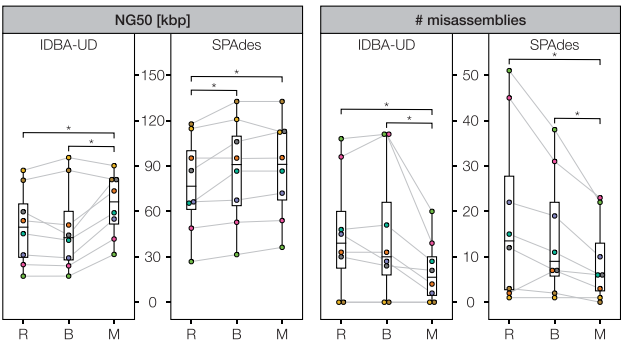 NG50 [kbp]
# misassemblies
IDBA-UD
SPAdes
IDBA-UD
SPAdes
150
120
90
60
30
0
50
40
30
20
10
0
*
*
*
*
*
*
*
*
R B M
R B M
R B M
R B M